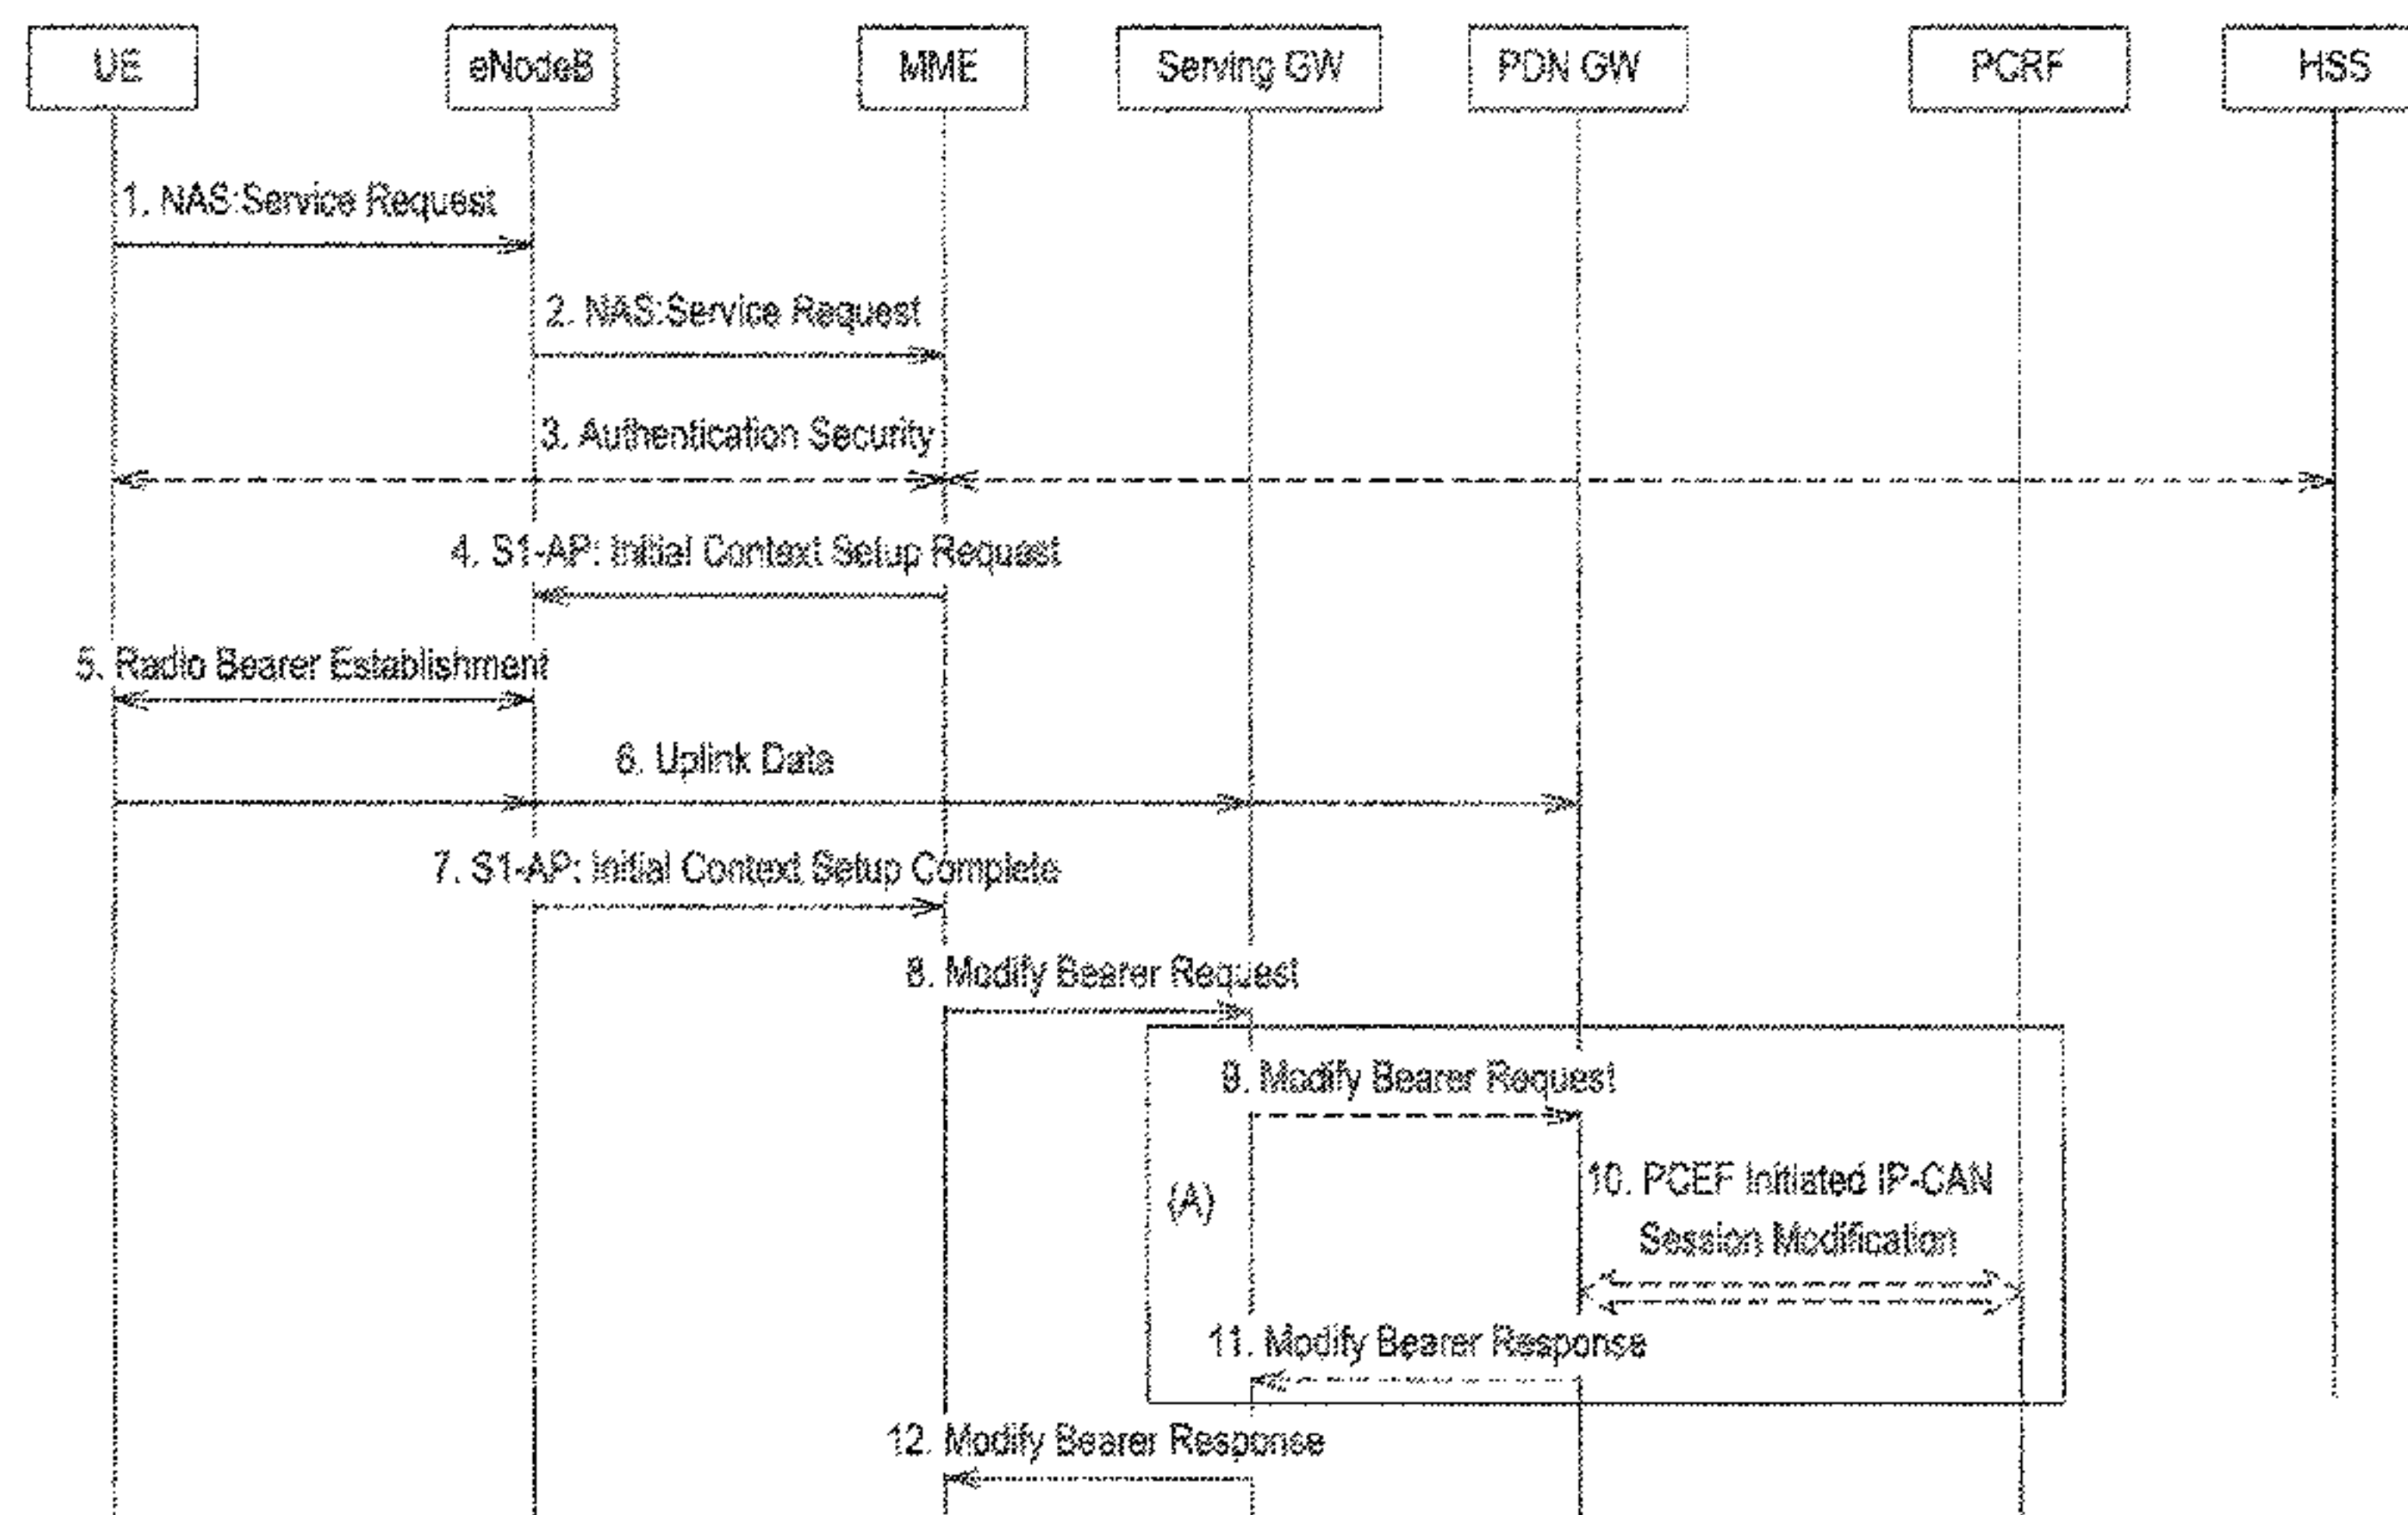 UE eNodeB MME Serving GW PDN GW PCRF HSS
1. NAS:Service Request
2. NAS:Service Request
3. Authentication Security
4. S1-AP: Initial Context Setup Request
5. Radio Bearer Establishment
6. Uplink Data
7. S1-AP: Initial Context Setup Complete
8. Modify Bearer Request
9. Modify Bearer Request
(A)
10. PCEF Initiated IP-CAN
Session Modification
11. Modify Bearer Response
12. Modify Bearer Response